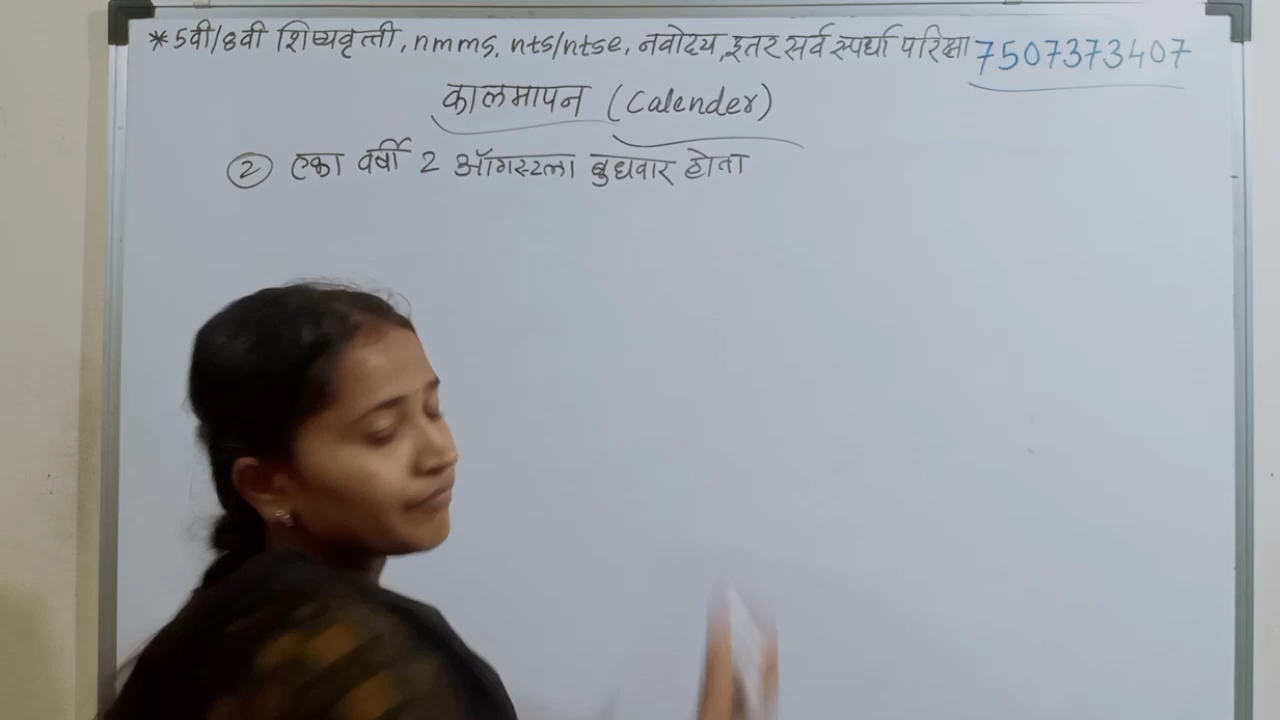 * 5वी/8वी शिष्यवृत्ती, nmms, nts/ntse, नवोदय, इतर सर्व स्पर्धा परिक्षा 7507373407
कालमापन (Calender)
② एका वर्षी 2 ऑगस्टला बुधवार होता